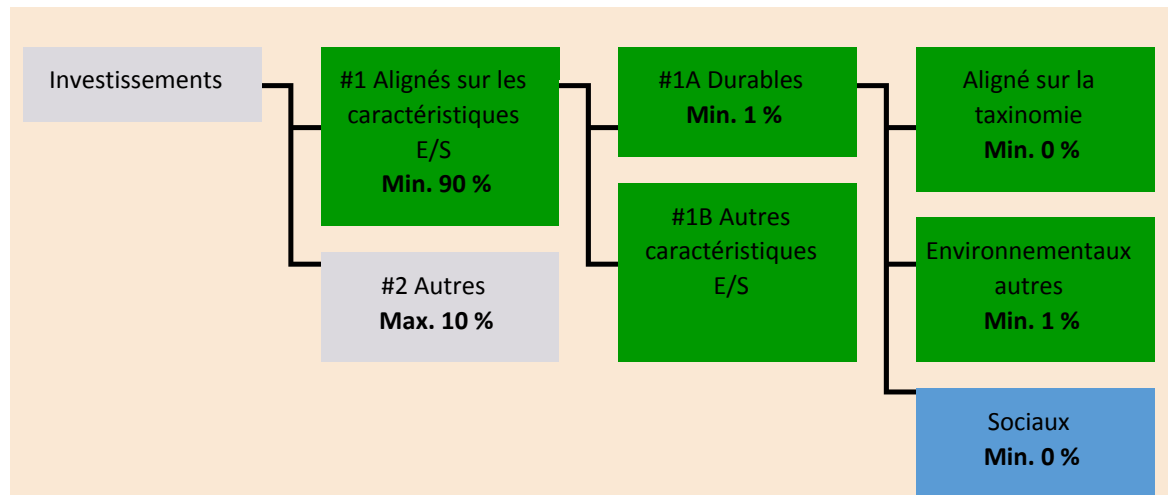 Investissements
#1 Alignés sur les
caractéristiques
E/S
Min. 90 %
#2 Autres
Max. 10 %
#1A Durables
Min. 1 %
#1B Autres
caractéristiques
E/S
Aligné sur la
taxinomie
Min. 0 %
Environnementaux
autres
Min. 1 %
Sociaux
Min. 0 %